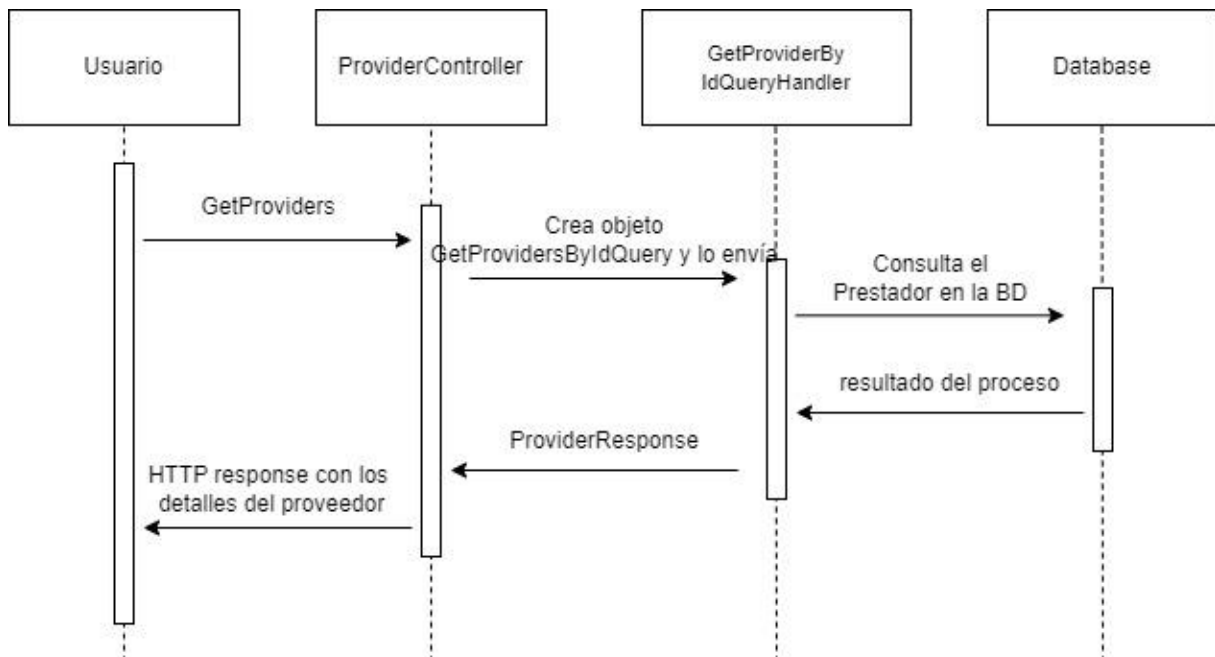 Usuario
ProviderController
GetProviderBy
IdQueryHandler
Database
GetProviders
Crea objeto
GetProvidersByIdQuery y lo envía
Consulta el
Prestador en la BD
resultado del proceso
ProviderResponse
HTTP response con los
detalles del proveedor